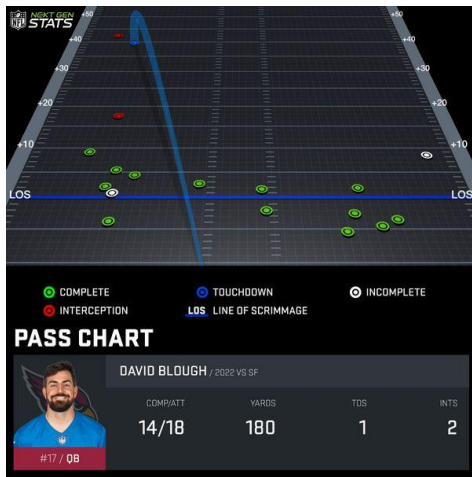 NFL NEXT GEN STATS
+50 +50
+40 +40
+30 +30
+20 +20
+10 +10
LOS LOS
COMPLETE TOUCHDOWN INCOMPLETE
INTERCEPTION LOS LINE OF SCRIMMAGE
PASS CHART
DAVID BLOUGH / 2022 VS SF
COMP/ATT YARDS TDS INTS
14/18 180 1 2
#17 / QB